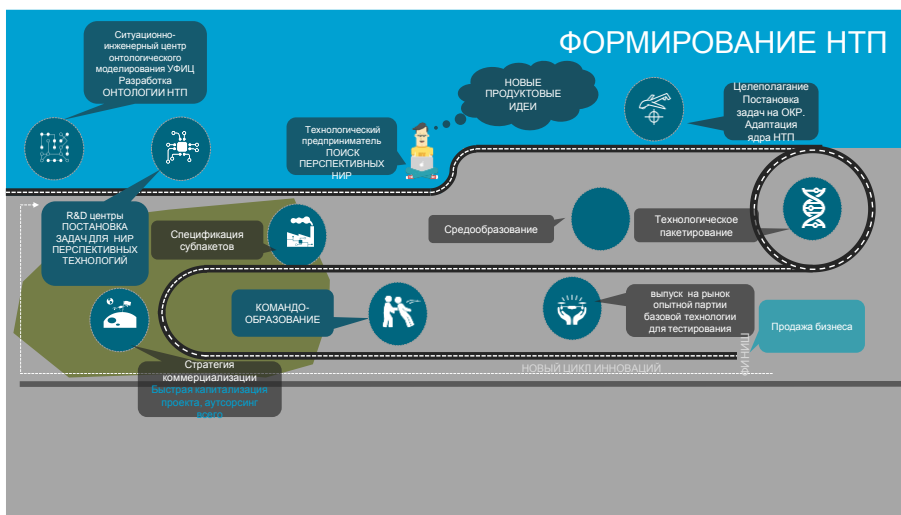 ФОРМИРОВАНИЕ НТП
Ситуационно-
инженерный центр
онтологического
моделирования УФИЦ
Разработка
ОНТОЛОГИИ НТП
НОВЫЕ
ПРОДУКТОВЫЕ
ИДЕИ
Целеполагание
Постановка
задач на ОКР.
Адаптация
ядра НТП
Технологический
предприниматель
ПОИСК
ПЕРСПЕКТИВНЫХ
НИР
R&D центры
ПОСТАНОВКА
ЗАДАЧ ДЛЯ НИР
ПЕРСПЕКТИВНЫХ
ТЕХНОЛОГИЙ
Спецификация
субпакетов
Средообразование
Технологическое
пакетирование
КОМАНДО-
ОБРАЗОВАНИЕ
выпуск на рынок
опытной партии
базовой технологии
для тестирования
Продажа бизнеса
ФИНИШ
НОВЫЙ ЦИКЛ ИННОВАЦИЙ
Стратегия
коммерциализации
Быстрая капитализация
проекта, аутсорсинг
всего